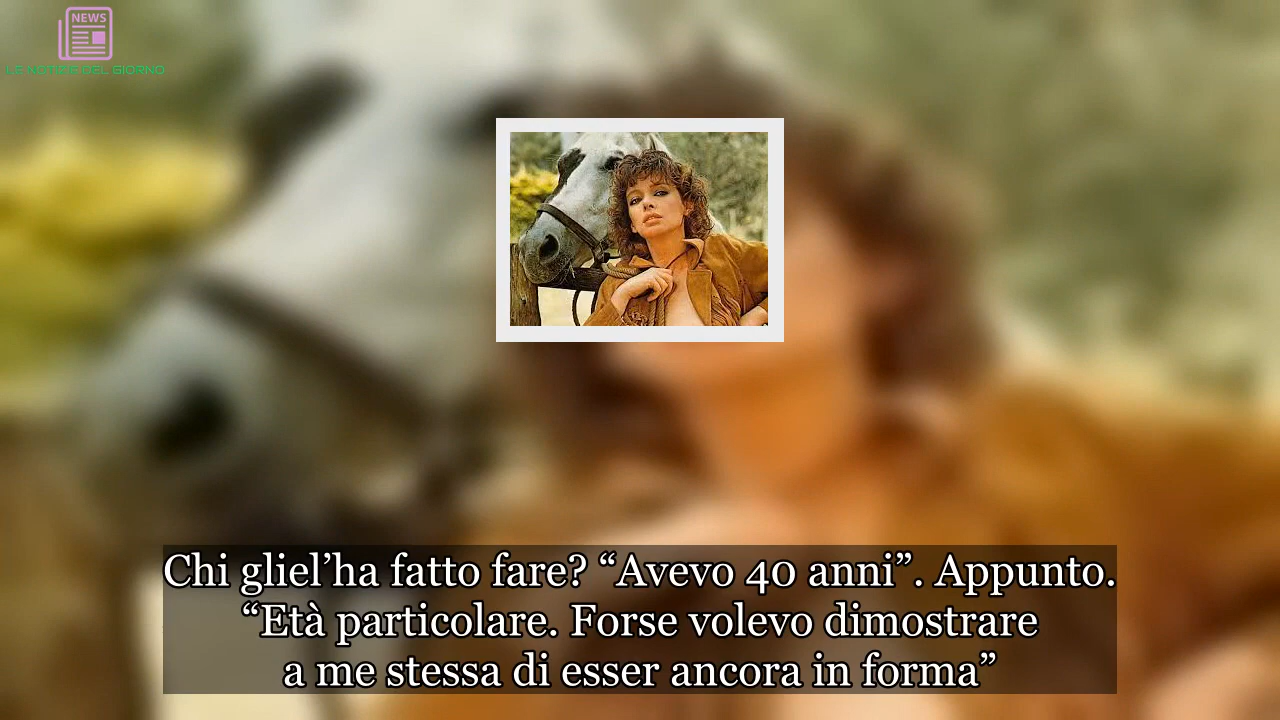 NEWS
LE NOTIZIE DEL GIORNO
Chi gliel’ha fatto fare? “Avevo 40 anni”. Appunto.
“Età particolare. Forse volevo dimostrare
a me stessa di esser ancora in forma”